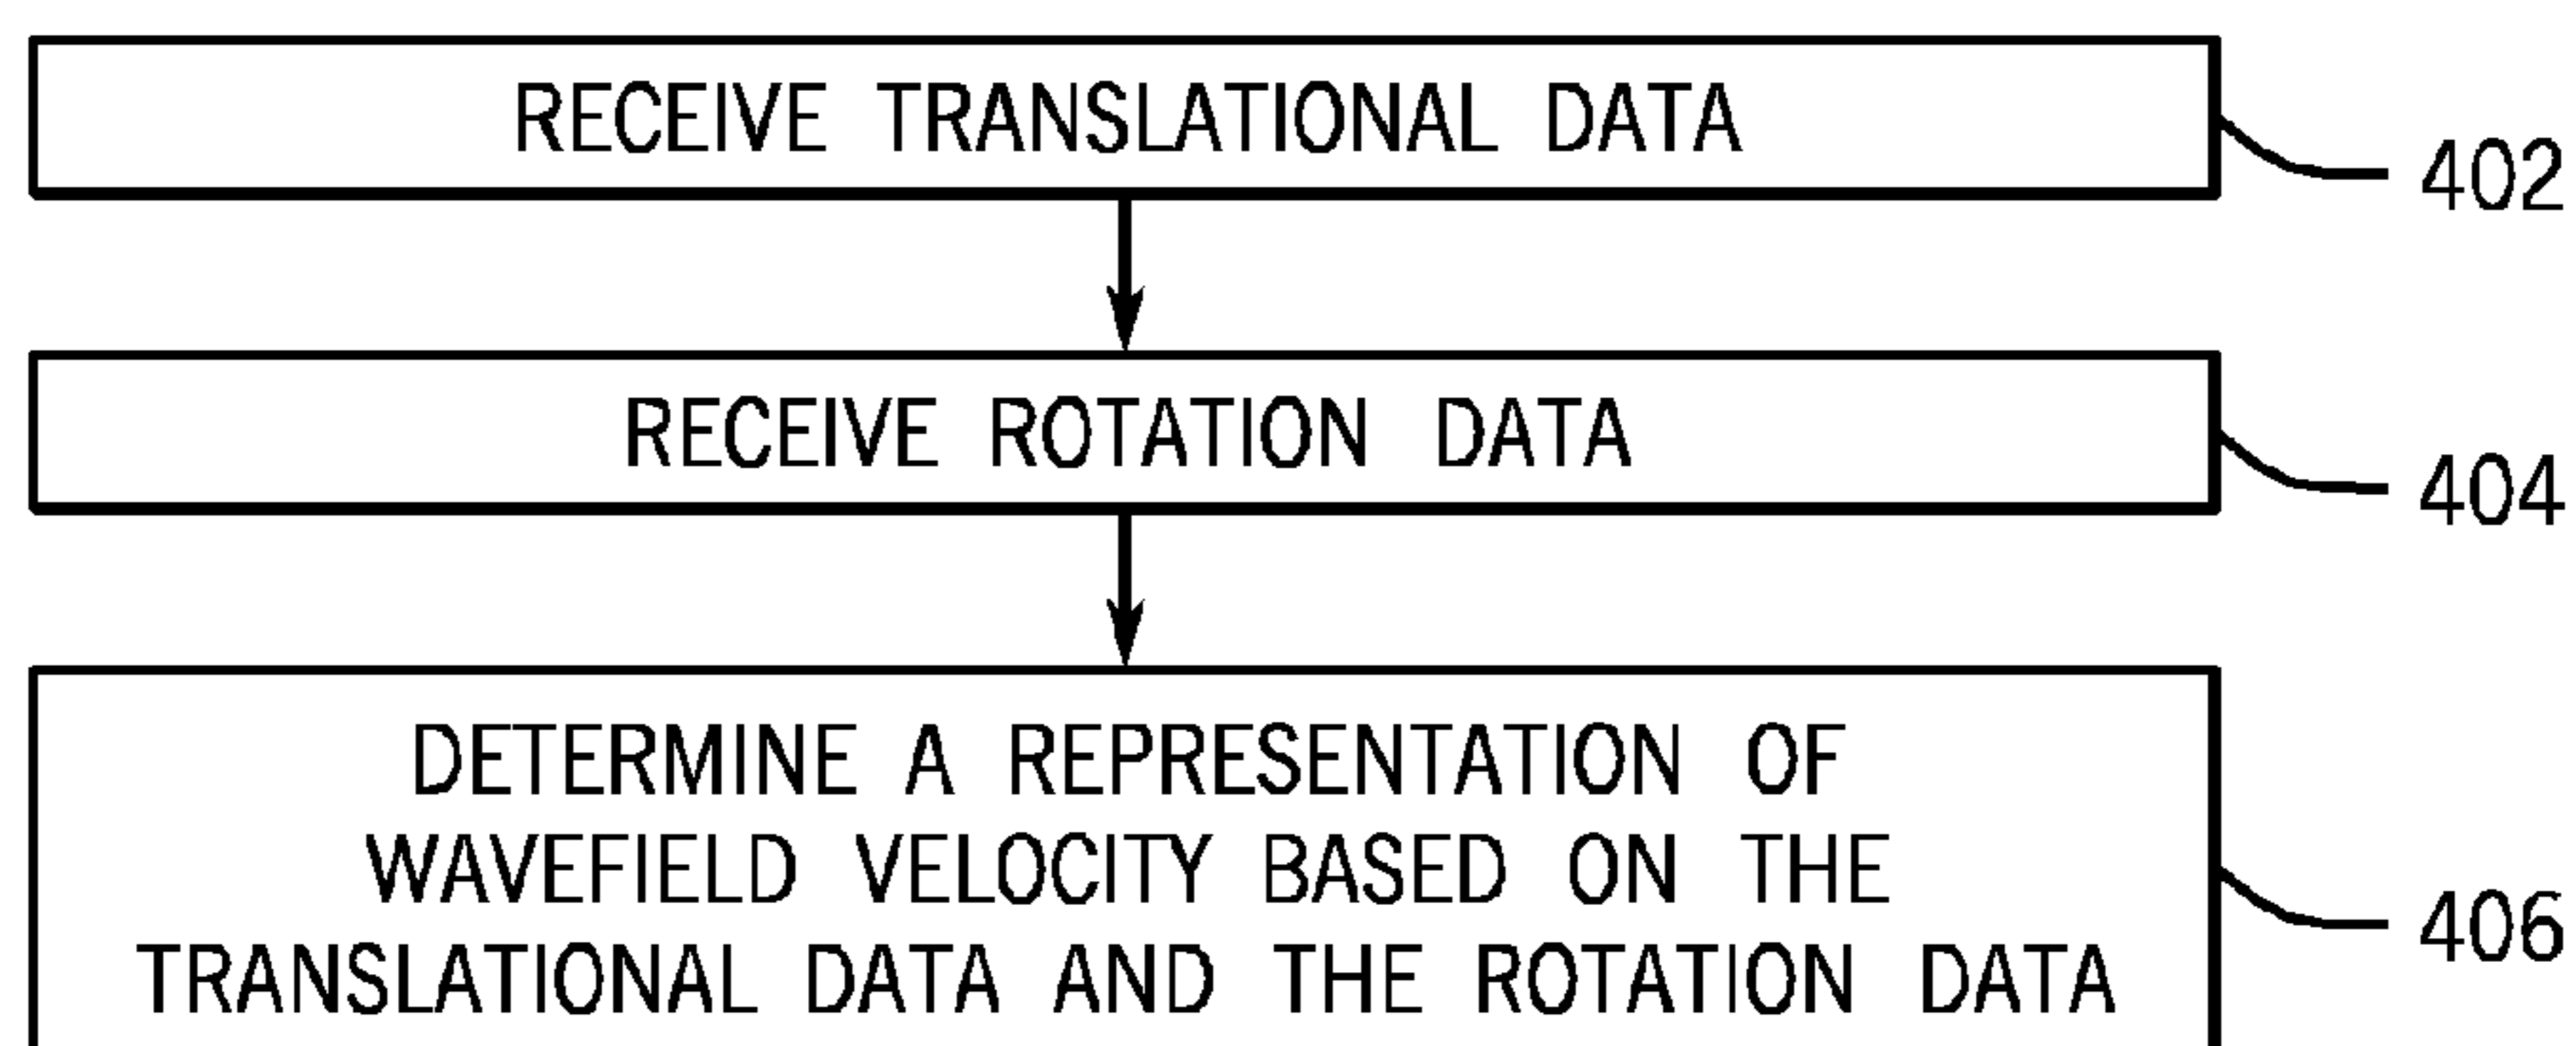 RECEIVE TRANSLATIONAL DATA
402
RECEIVE ROTATION DATA
404
DETERMINE A REPRESENTATION OF
WAVEFIELD VELOCITY BASED ON THE
TRANSLATIONAL DATA AND THE ROTATION DATA
406